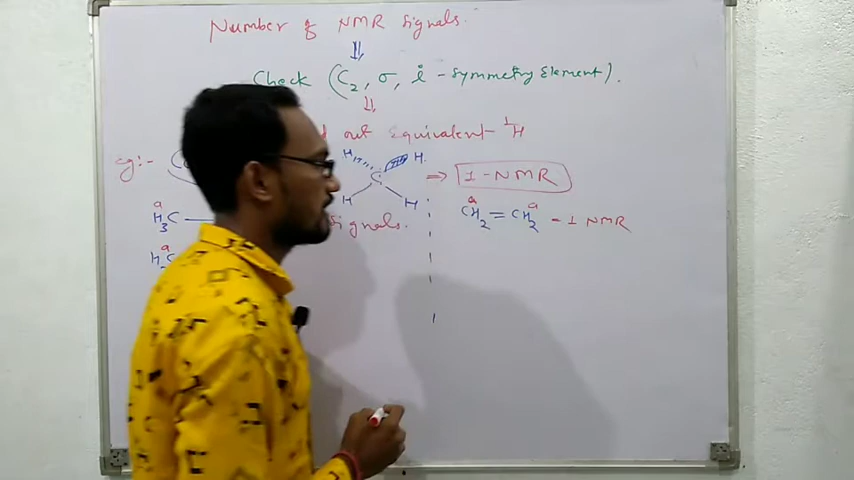 Number of NMR signals.
⇓
Check (C₂, σ, i - symmetry Element).
⇓
out equivalent ¹H
eg:-
H H.
C
H H
⇒ 1 - NMR
a
H₃C —
signals.
a a
CH₂ = CH₂ - 1 NMR
a
H₃C